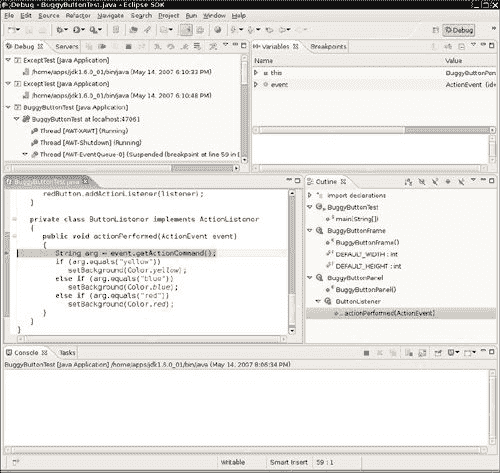 Debug - BuggyButtonTest.java - Eclipse SDK
File Edit Source Refactor Navigate Search Project Run Window Help
Debug
Debug Servers
ExceptTest [Java Application]
/home/apps/jdk1.6.0_01/bin/java (May 14, 2007 6:10:33 PM)
ExceptTest [Java Application]
/home/apps/jdk1.6.0_01/bin/java (May 14, 2007 6:10:48 PM)
BuggyButtonTest [Java Application]
BuggyButtonTest at localhost:47061
Thread [AWT-XAWT] (Running)
Thread [AWT-Shutdown] (Running)
Thread [AWT-EventQueue-0] (Suspended (breakpoint at line 59 in
Variables Breakpoints
Name Value
this BuggyButtonPan
event ActionEvent (id=
BuggyButtonTest.java
redButton.addActionListener(listener);
}
private class ButtonListener implements ActionListener
{
public void actionPerformed(ActionEvent event)
{
String arg = event.getActionCommand();
if (arg.equals("yellow"))
setBackground(Color.yellow);
else if (arg.equals("blue"))
setBackground(Color.blue);
else if (arg.equals("red"))
setBackground(Color.red);
}
}
}
Outline
import declarations
BuggyButtonTest
main(String[])
BuggyButtonFrame
BuggyButtonFrame()
DEFAULT_WIDTH : int
DEFAULT_HEIGHT : int
BuggyButtonPanel
BuggyButtonPanel()
ButtonListener
actionPerformed(ActionEvent)
Console Tasks
BuggyButtonTest [Java Application] /home/apps/jdk1.6.0_01/bin/java (May 14, 2007 8:06:34 PM)
Writable Smart Insert 59 : 1